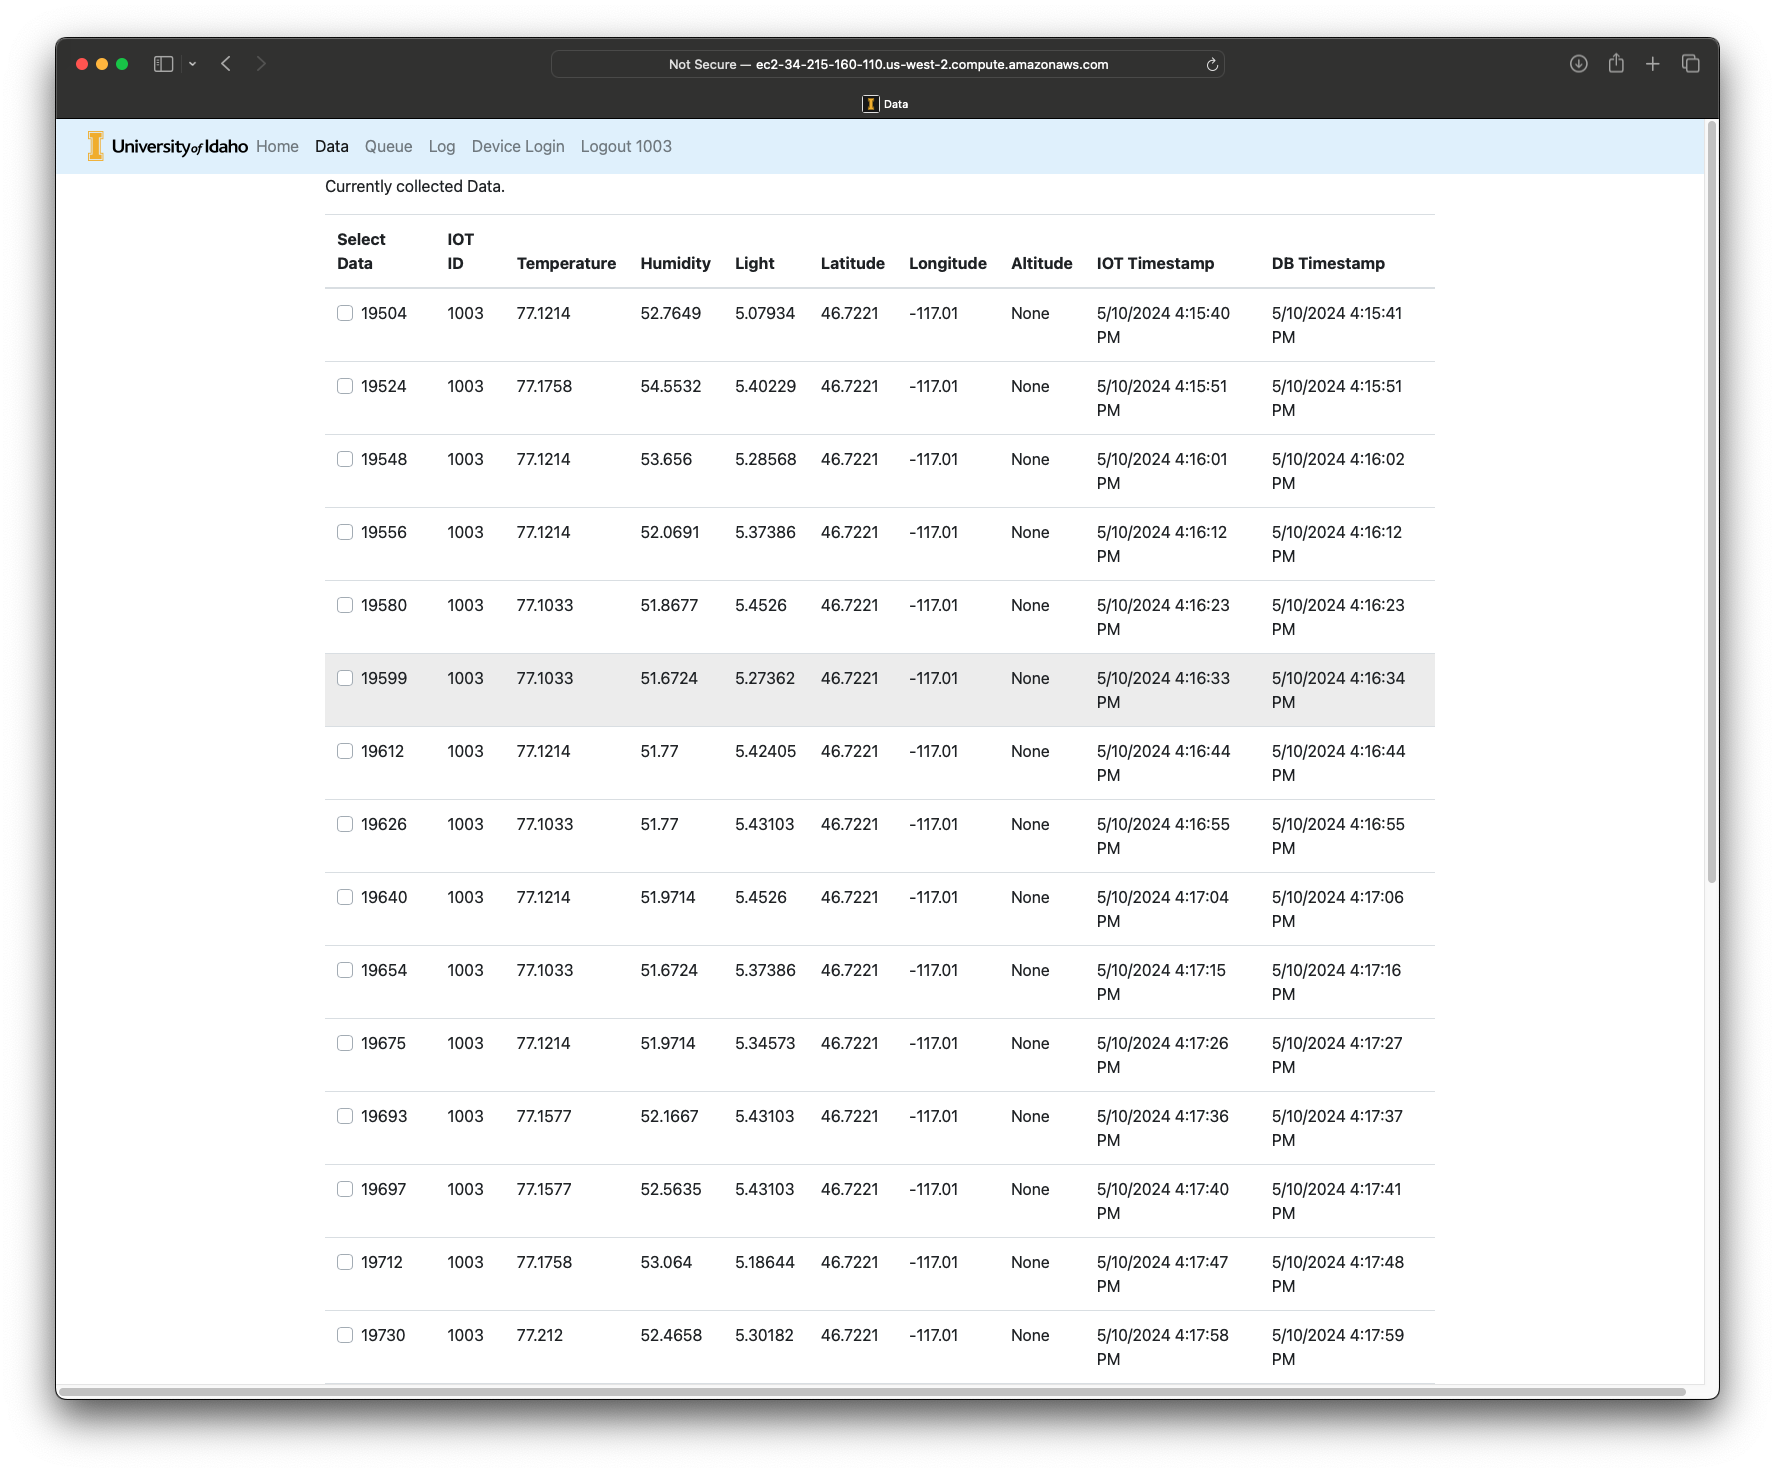 Not Secure — ec2-34-215-160-110.us-west-2.compute.amazonaws.com
Data
University of Idaho Home Data Queue Log Device Login Logout 1003
Currently collected Data.
Select Data IOT ID Temperature Humidity Light Latitude Longitude Altitude IOT Timestamp DB Timestamp
19504 1003 77.1214 52.7649 5.07934 46.7221 -117.01 None 5/10/2024 4:15:40 PM 5/10/2024 4:15:41 PM
19524 1003 77.1758 54.5532 5.40229 46.7221 -117.01 None 5/10/2024 4:15:51 PM 5/10/2024 4:15:51 PM
19548 1003 77.1214 53.656 5.28568 46.7221 -117.01 None 5/10/2024 4:16:01 PM 5/10/2024 4:16:02 PM
19556 1003 77.1214 52.0691 5.37386 46.7221 -117.01 None 5/10/2024 4:16:12 PM 5/10/2024 4:16:12 PM
19580 1003 77.1033 51.8677 5.4526 46.7221 -117.01 None 5/10/2024 4:16:23 PM 5/10/2024 4:16:23 PM
19599 1003 77.1033 51.6724 5.27362 46.7221 -117.01 None 5/10/2024 4:16:33 PM 5/10/2024 4:16:34 PM
19612 1003 77.1214 51.77 5.42405 46.7221 -117.01 None 5/10/2024 4:16:44 PM 5/10/2024 4:16:44 PM
19626 1003 77.1033 51.77 5.43103 46.7221 -117.01 None 5/10/2024 4:16:55 PM 5/10/2024 4:16:55 PM
19640 1003 77.1214 51.9714 5.4526 46.7221 -117.01 None 5/10/2024 4:17:04 PM 5/10/2024 4:17:06 PM
19654 1003 77.1033 51.6724 5.37386 46.7221 -117.01 None 5/10/2024 4:17:15 PM 5/10/2024 4:17:16 PM
19675 1003 77.1214 51.9714 5.34573 46.7221 -117.01 None 5/10/2024 4:17:26 PM 5/10/2024 4:17:27 PM
19693 1003 77.1577 52.1667 5.43103 46.7221 -117.01 None 5/10/2024 4:17:36 PM 5/10/2024 4:17:37 PM
19697 1003 77.1577 52.5635 5.43103 46.7221 -117.01 None 5/10/2024 4:17:40 PM 5/10/2024 4:17:41 PM
19712 1003 77.1758 53.064 5.18644 46.7221 -117.01 None 5/10/2024 4:17:47 PM 5/10/2024 4:17:48 PM
19730 1003 77.212 52.4658 5.30182 46.7221 -117.01 None 5/10/2024 4:17:58 PM 5/10/2024 4:17:59 PM